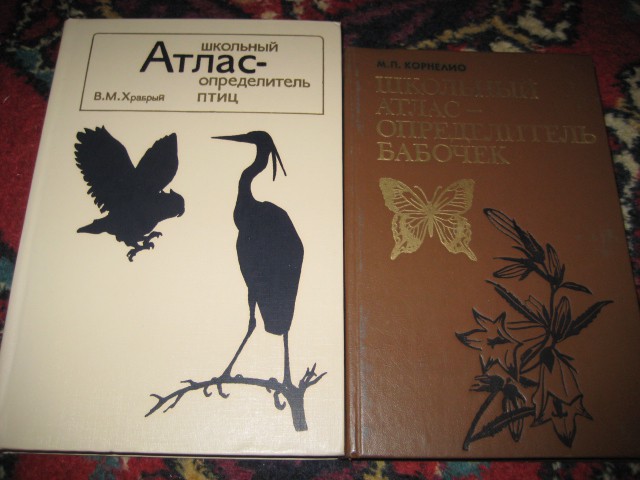 школьный
Атлас-
определитель
В.М.Храбрый птиц
М.П. КОРНЕЛИО
ШКОЛЬНЫЙ
АТЛАС—
ОПРЕДЕЛИТЕЛЬ
БАБОЧЕК